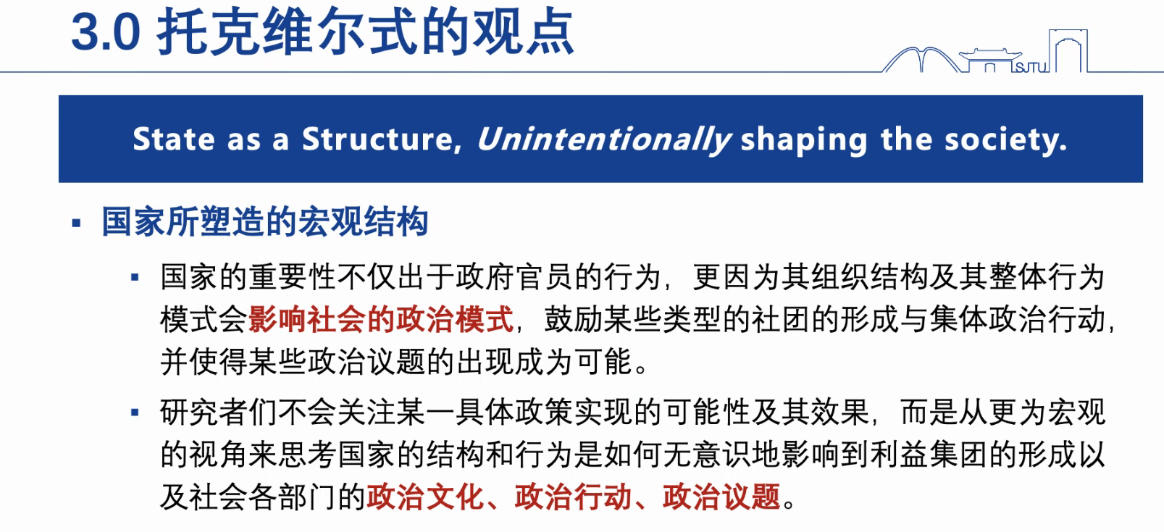 3.0 托克维尔式的观点
SJTU
State as a Structure, Unintentionally shaping the society.
▪ 国家所塑造的宏观结构
▪ 国家的重要性不仅出于政府官员的行为，更因为其组织结构及其整体行为
模式会影响社会的政治模式，鼓励某些类型的社团的形成与集体政治行动，
并使得某些政治议题的出现成为可能。
▪ 研究者们不会关注某一具体政策实现的可能性及其效果，而是从更为宏观
的视角来思考国家的结构和行为是如何无意识地影响到利益集团的形成以
及社会各部门的政治文化、政治行动、政治议题。